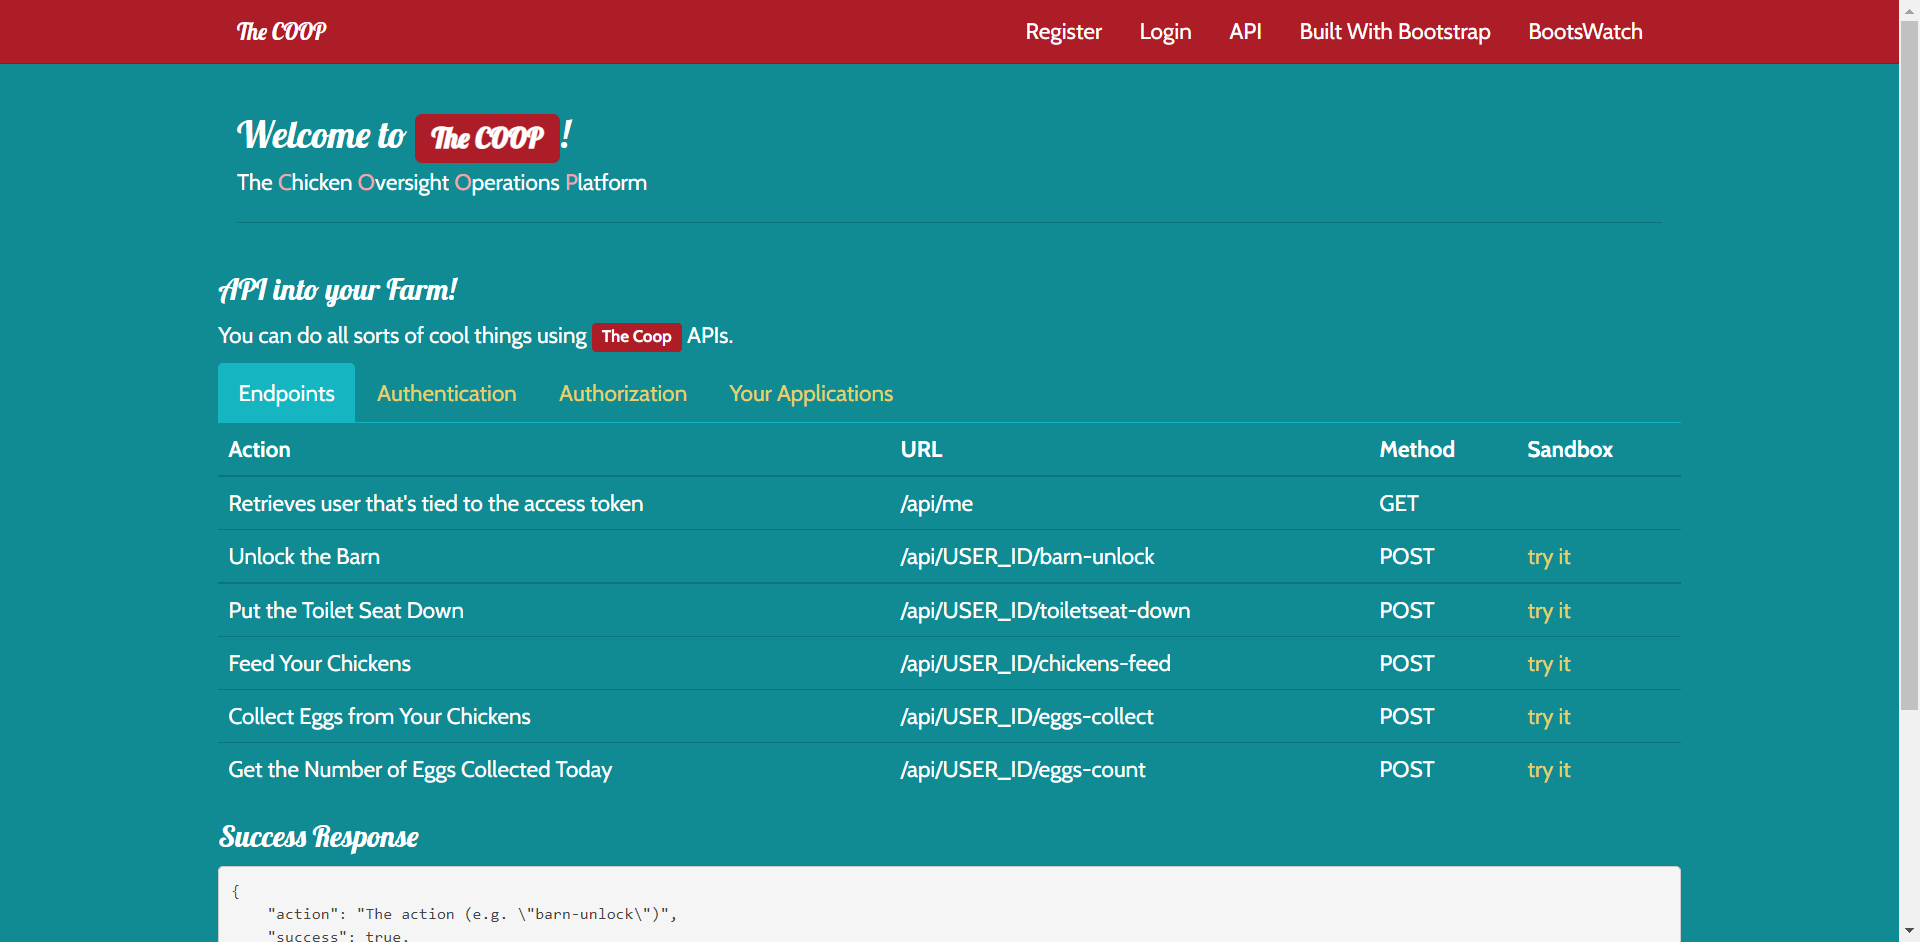 The COOP
Register Login API Built With Bootstrap BootsWatch
Welcome to The COOP !
The Chicken Oversight Operations Platform
API into your Farm!
You can do all sorts of cool things using The Coop APIs.
Endpoints Authentication Authorization Your Applications
Action URL Method Sandbox
Retrieves user that's tied to the access token /api/me GET
Unlock the Barn /api/USER_ID/barn-unlock POST try it
Put the Toilet Seat Down /api/USER_ID/toiletseat-down POST try it
Feed Your Chickens /api/USER_ID/chickens-feed POST try it
Collect Eggs from Your Chickens /api/USER_ID/eggs-collect POST try it
Get the Number of Eggs Collected Today /api/USER_ID/eggs-count POST try it
Success Response
{
"action": "The action (e.g. \"barn-unlock\")",
"success": true,